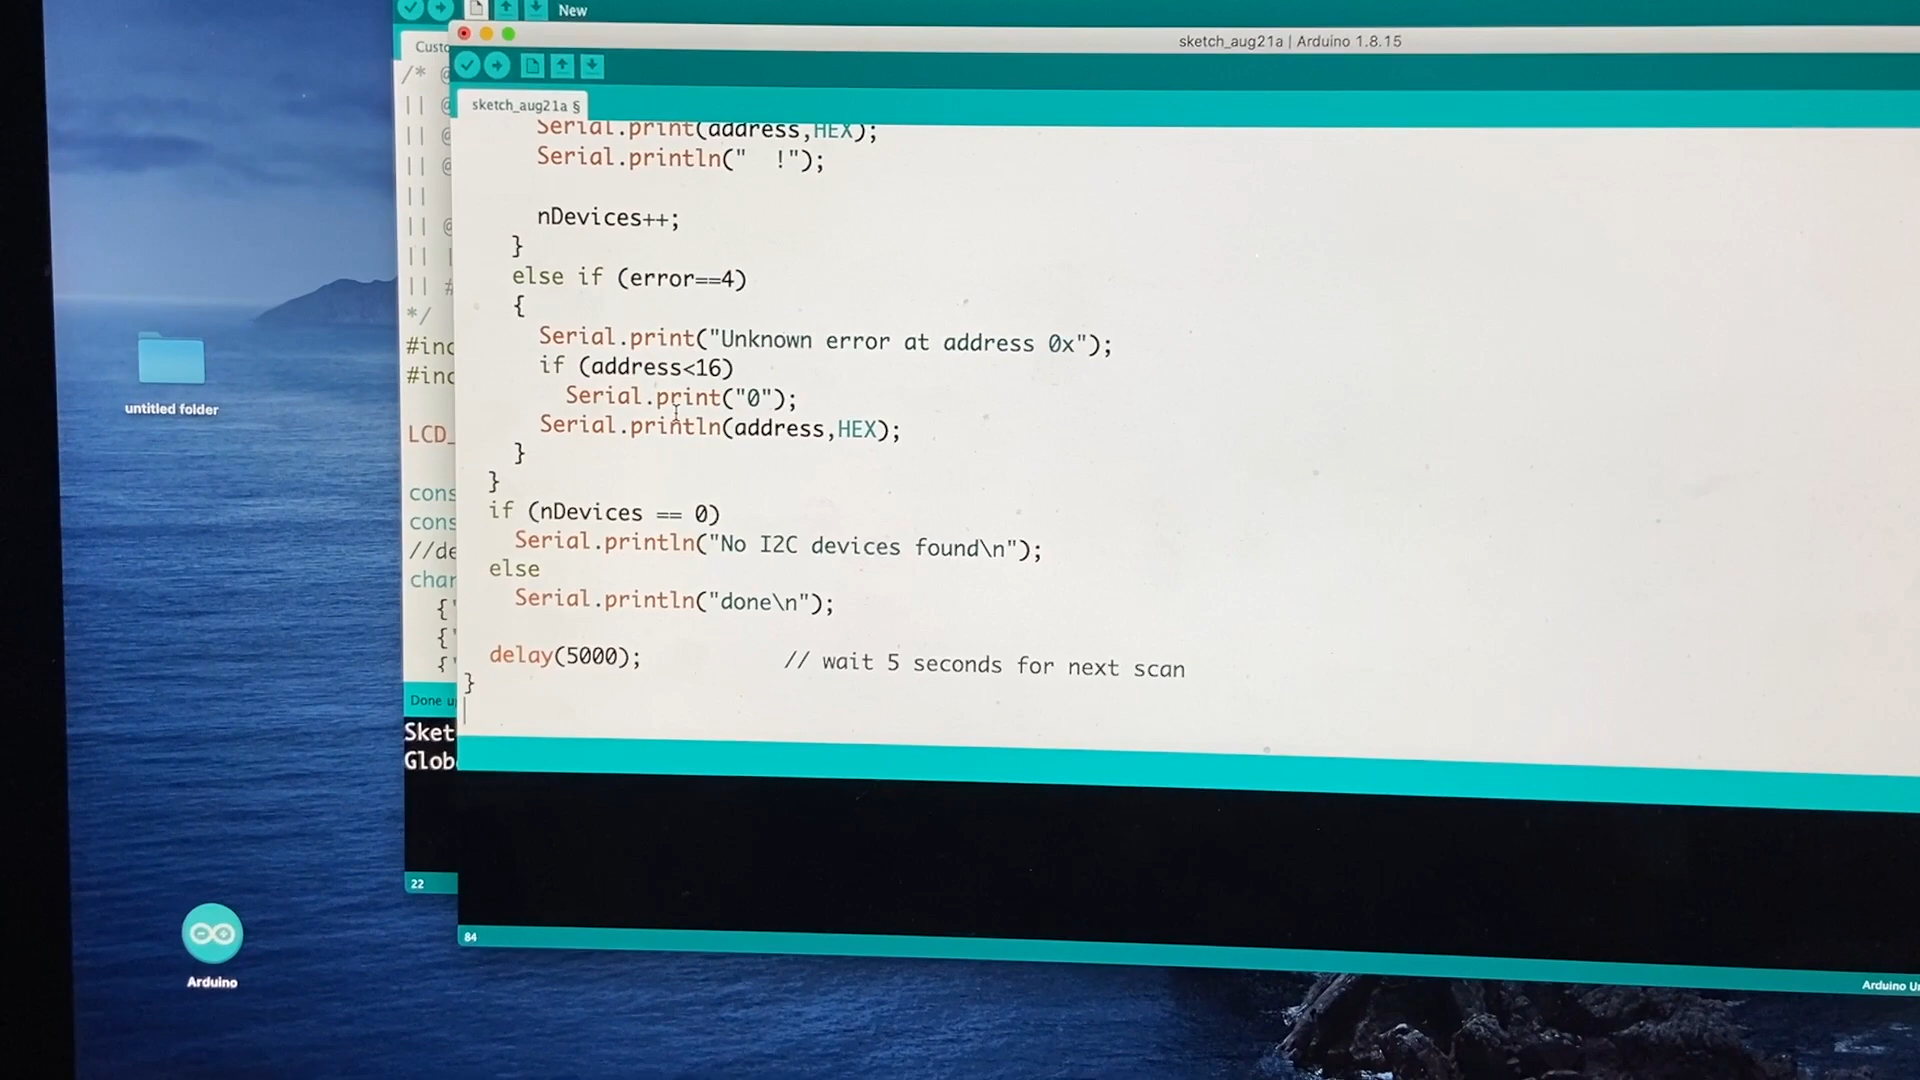 New
sketch_aug21a | Arduino 1.8.15
Custo
sketch_aug21a §
/* @
|| @
|| @
|| @
||
|| @
|| |
|| #
*/
#inc
#inc
LCD_
cons
cons
//de
char
{'
{'
{'
Done u
Sket
Glob
22
Serial.print(address,HEX);
Serial.println("  !");
nDevices++;
}
else if (error==4)
{
Serial.print("Unknown error at address 0x");
if (address<16)
Serial.print("0");
Serial.println(address,HEX);
}
}
if (nDevices == 0)
Serial.println("No I2C devices found\n");
else
Serial.println("done\n");
delay(5000);           // wait 5 seconds for next scan
}
84
Arduino Un
untitled folder
Arduino